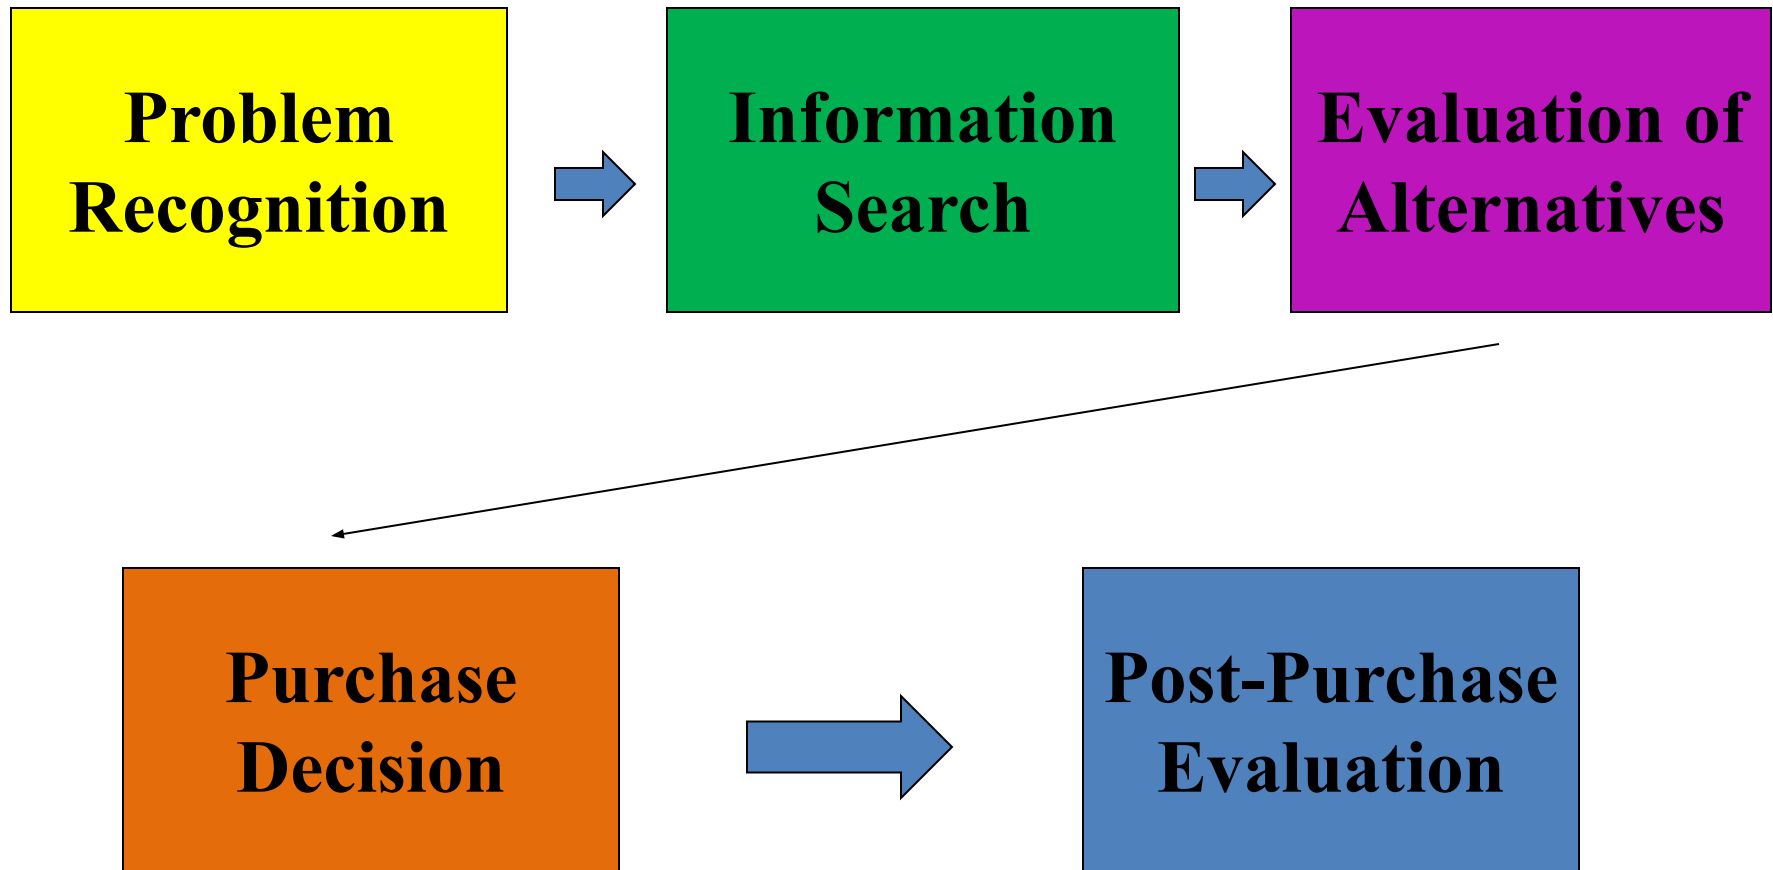 Problem
Recognition
Information
Search
Evaluation of
Alternatives
Purchase
Decision
Post-Purchase
Evaluation